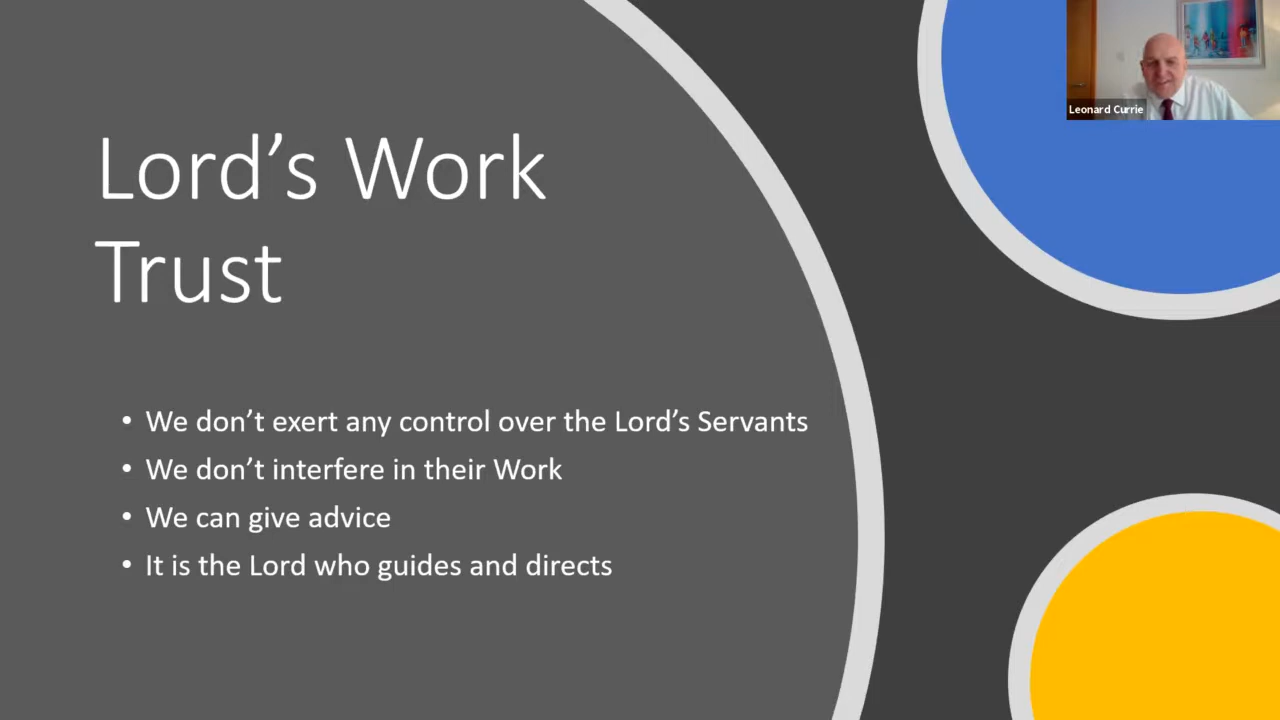 Lord’s Work
Trust
• We don’t exert any control over the Lord’s Servants
• We don’t interfere in their Work
• We can give advice
• It is the Lord who guides and directs
Leonard Currie